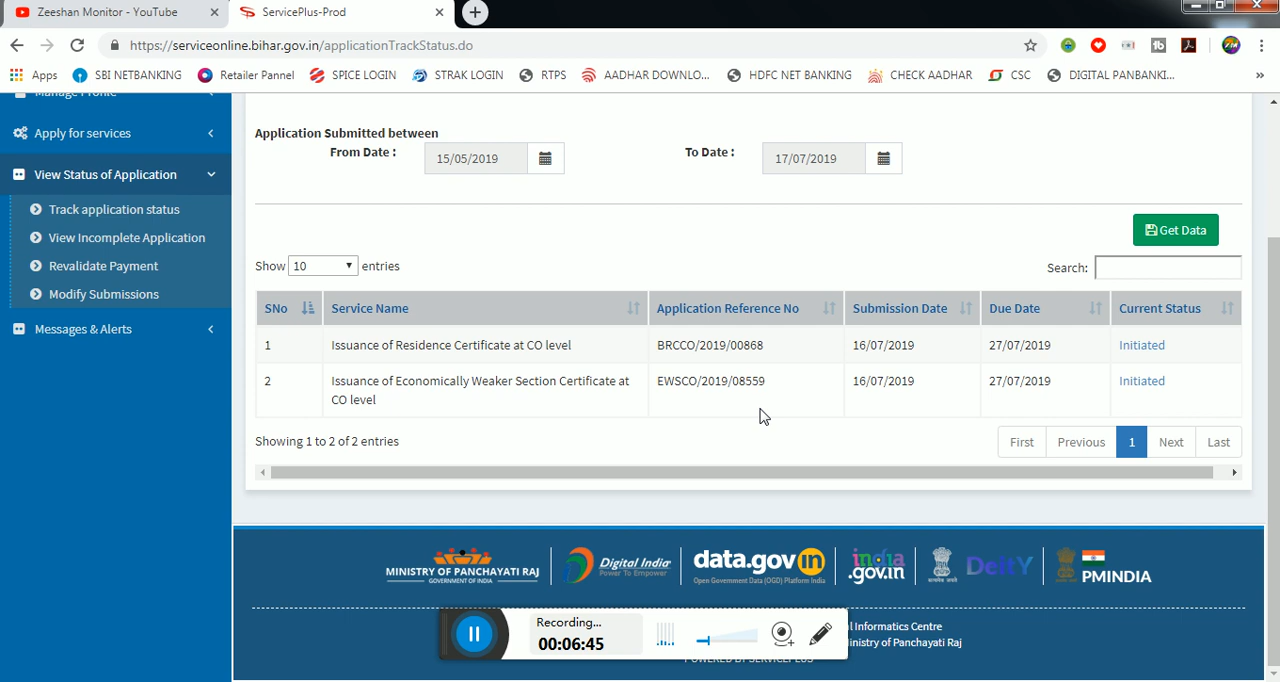 Zeeshan Monitor - YouTube
ServicePlus-Prod
https://serviceonline.bihar.gov.in/applicationTrackStatus.do
Apps SBI NETBANKING Retailer Pannel SPICE LOGIN STRAK LOGIN RTPS AADHAR DOWNLO... HDFC NET BANKING CHECK AADHAR CSC DIGITAL PANBANKI... »
Manage Profile
Apply for services
View Status of Application
Track application status
View Incomplete Application
Revalidate Payment
Modify Submissions
Messages & Alerts
Application Submitted between
From Date : 15/05/2019 To Date : 17/07/2019
Get Data
Show 10 entries Search:
SNo Service Name Application Reference No Submission Date Due Date Current Status
1 Issuance of Residence Certificate at CO level BRCCO/2019/00868 16/07/2019 27/07/2019 Initiated
2 Issuance of Economically Weaker Section Certificate at EWSCO/2019/08559 16/07/2019 27/07/2019 Initiated
CO level
Showing 1 to 2 of 2 entries First Previous 1 Next Last
MINISTRY OF PANCHAYATI RAJ
GOVERNMENT OF INDIA
Digital India
Power To Empower
data.gov.in
Open Government Data (OGD) Platform India
india
.gov.in
DeitY
PMINDIA
Recording...
00:06:45
l Informatics Centre
inistry of Panchayati Raj
POWERED BY SERVICEPLUS